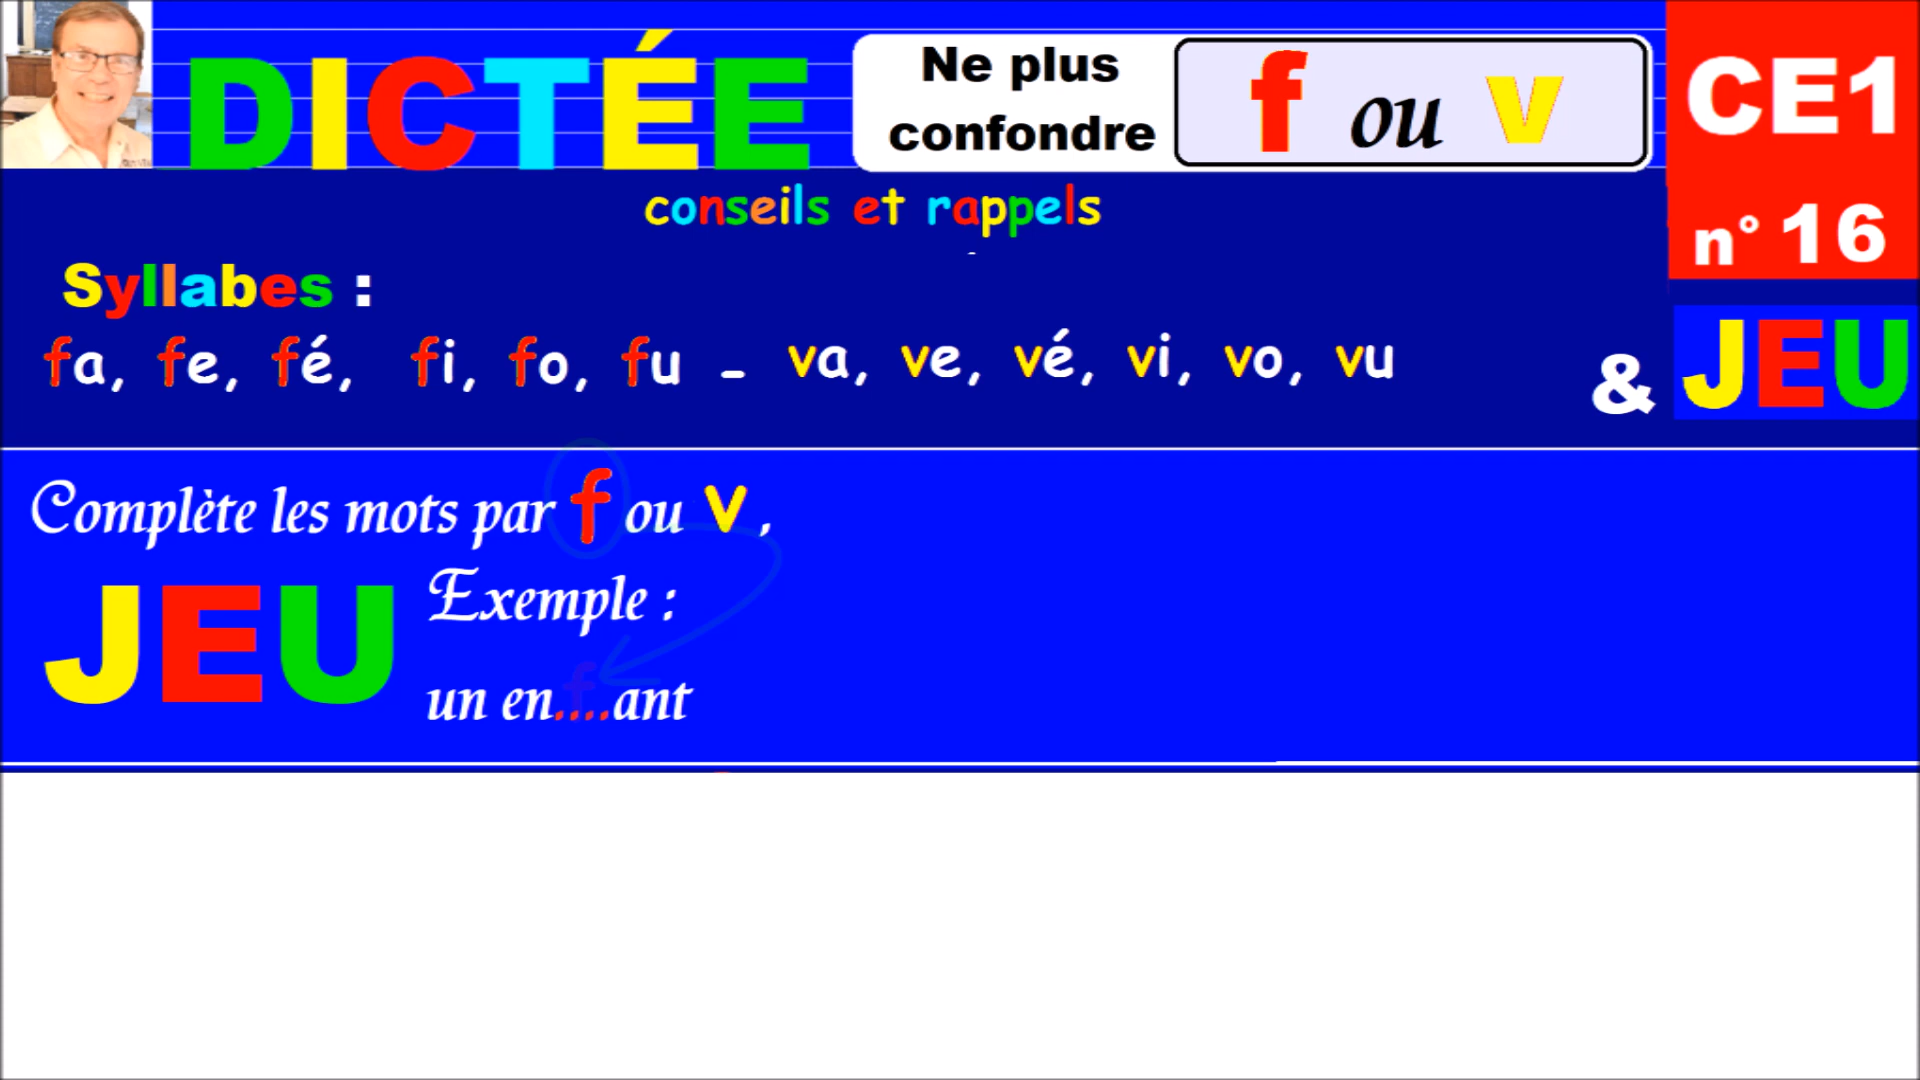 DICTÉE
Ne plus
confondre
f ou v
CE1
n° 16
conseils et rappels
Syllabes :
fa, fe, fé, fi, fo, fu - va, ve, vé, vi, vo, vu
& JEU
Complète les mots par f ou v ,
JEU
Exemple :
un en....ant